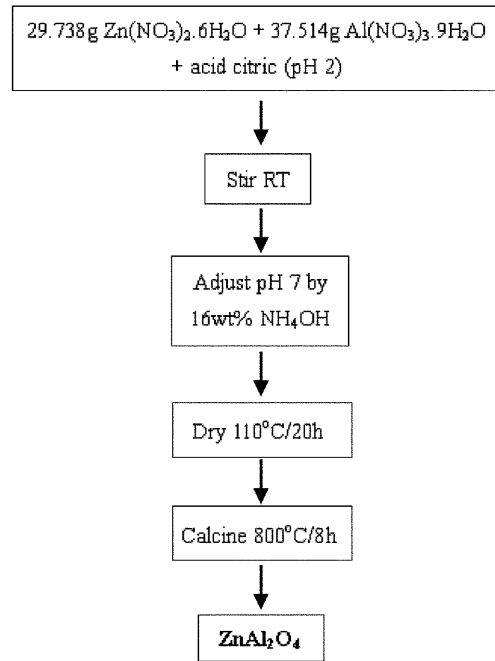 29.738g Zn(NO₃)₂.6H₂O + 37.514g Al(NO₃)₃.9H₂O
+ acid citric (pH 2)
Stir RT
Adjust pH 7 by
16wt% NH₄OH
Dry 110°C/20h
Calcine 800°C/8h
ZnAl₂O₄